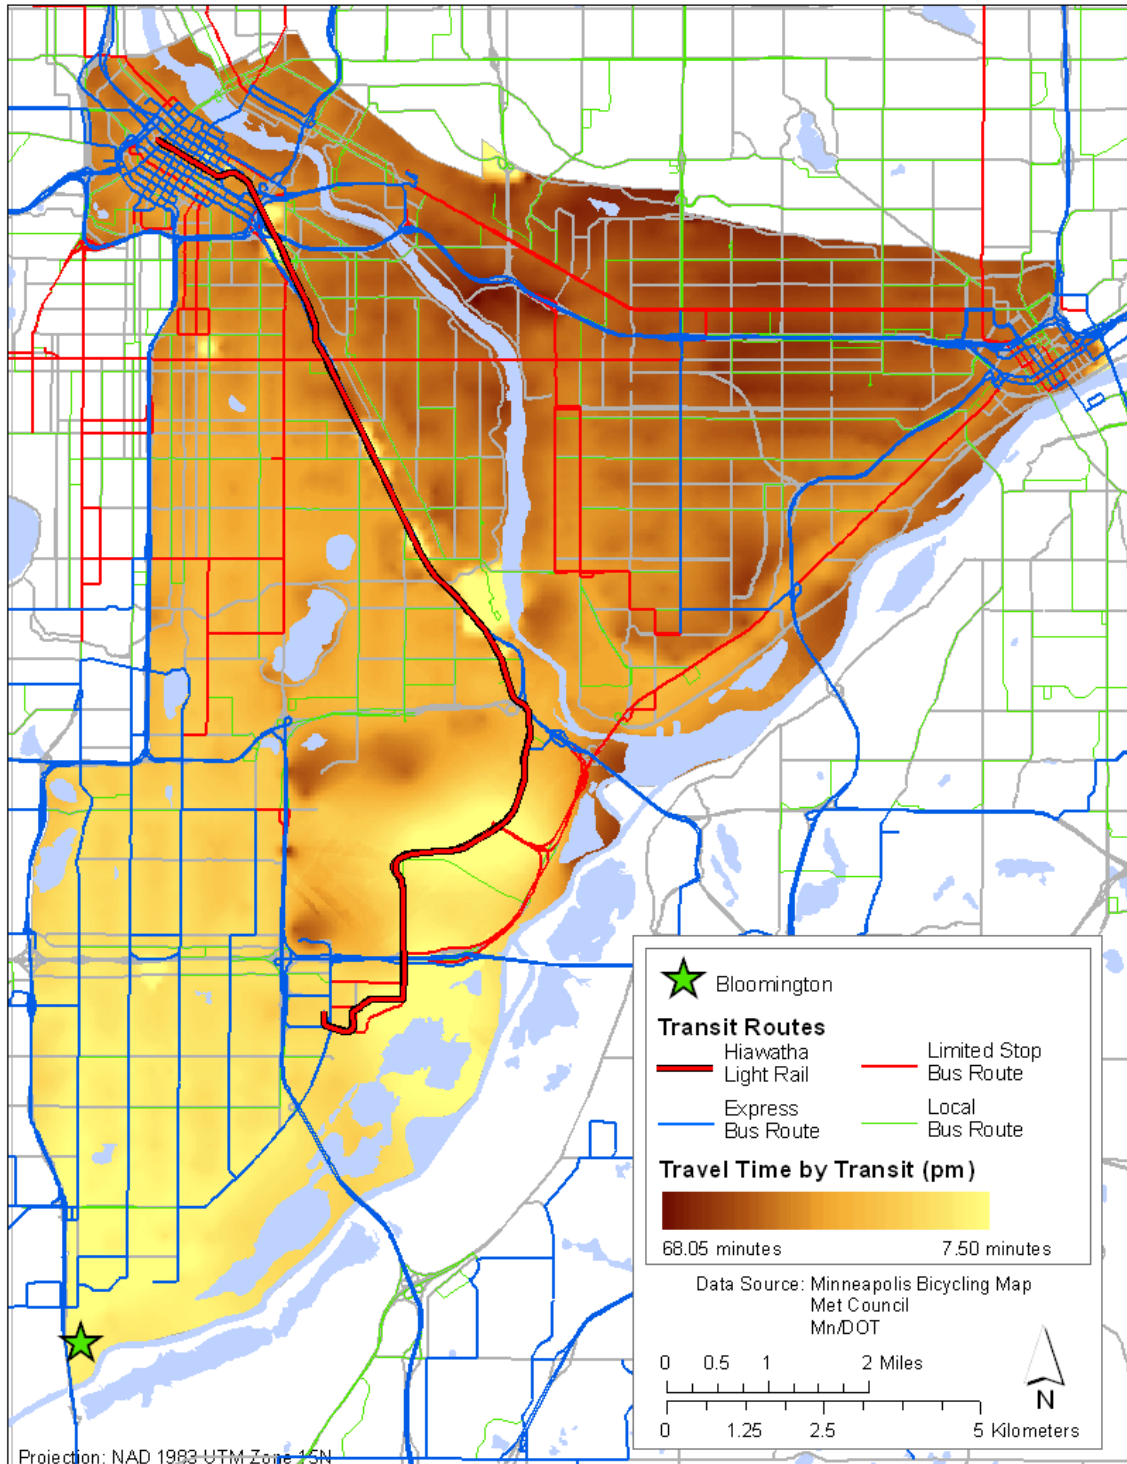 Bloomington
Transit Routes
Hiawatha
Light Rail
Limited Stop
Bus Route
Express
Bus Route
Local
Bus Route
Travel Time by Transit (pm)
68.05 minutes 7.50 minutes
Data Source: Minneapolis Bicycling Map
Met Council
Mn/DOT
0 0.5 1 2 Miles
0 1.25 2.5 5 Kilometers
N
Projection: NAD 1983 UTM Zone 15N